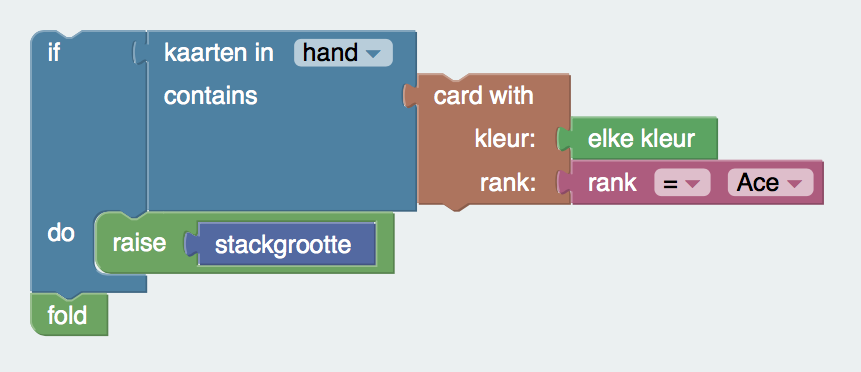 if kaarten in hand
contains card with
kleur: elke kleur
rank: rank = Ace
do raise stackgrootte
fold